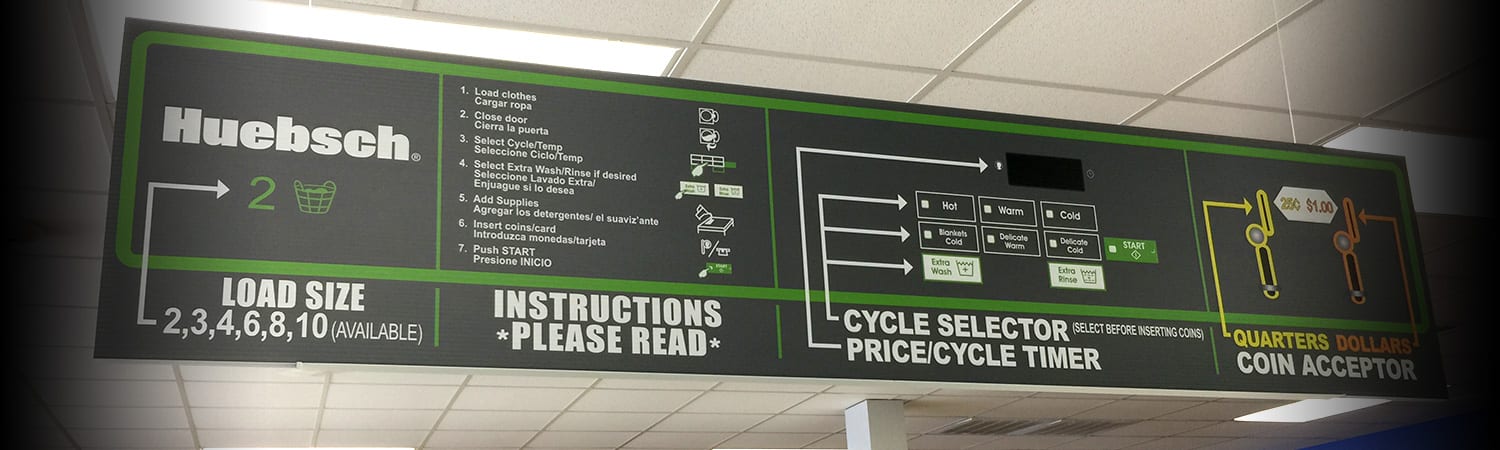 Huebsch®
2
LOAD SIZE
2,3,4,6,8,10 (AVAILABLE)
1. Load clothes
Cargar ropa
2. Close door
Cierra la puerta
3. Select Cycle/Temp
Seleccione Ciclo/Temp
4. Select Extra Wash/Rinse if desired
Seleccione Lavado Extra/
Enjuague si lo desea
5. Add Supplies
Agregar los detergentes/ el suaviz'ante
6. Insert coins/card
Introduzca monedas/tarjeta
7. Push START
Presione INICIO
INSTRUCTIONS
*PLEASE READ*
Hot
Warm
Cold
Blankets
Cold
Delicate
Warm
Delicate
Cold
START
Extra
Wash
Extra
Rinse
CYCLE SELECTOR (SELECT BEFORE INSERTING COINS)
PRICE/CYCLE TIMER
25¢ $1.00
QUARTERS DOLLARS
COIN ACCEPTOR